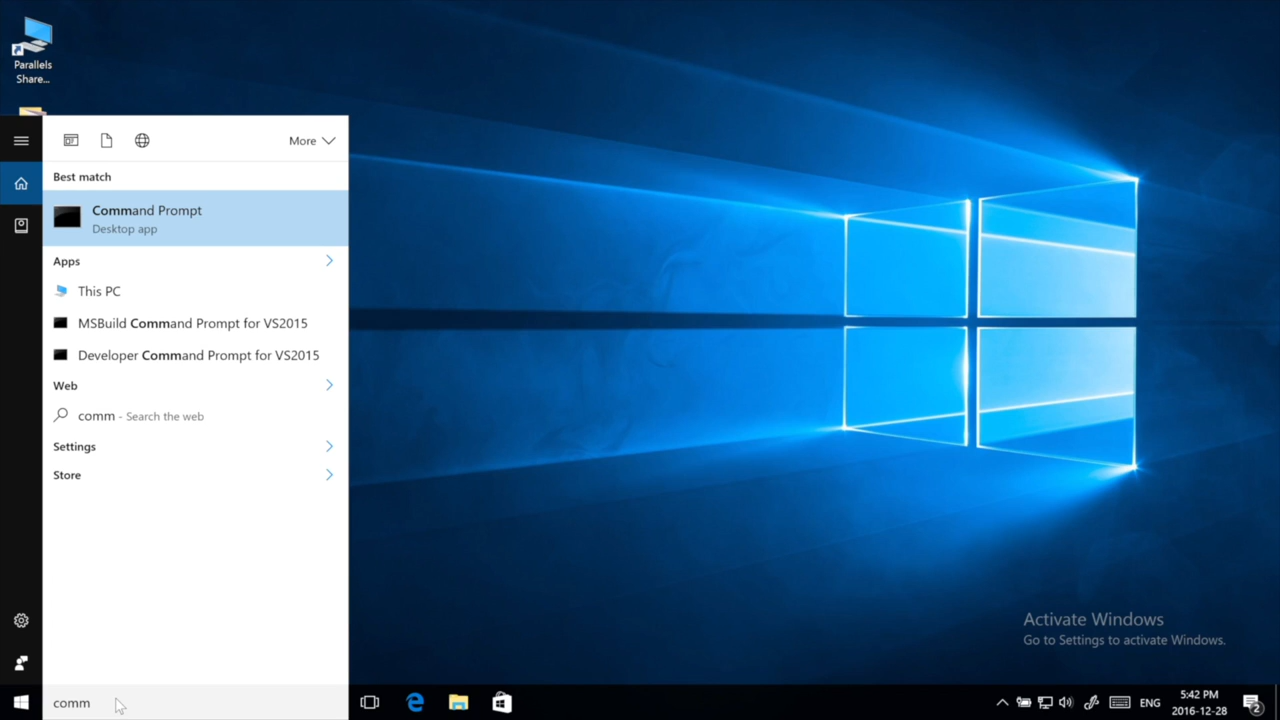 Parallels
Share...
More
Best match
Command Prompt
Desktop app
Apps
This PC
MSBuild Command Prompt for VS2015
Developer Command Prompt for VS2015
Web
comm - Search the web
Settings
Store
Activate Windows
Go to Settings to activate Windows.
comm
ENG
5:42 PM
2016-12-28
2